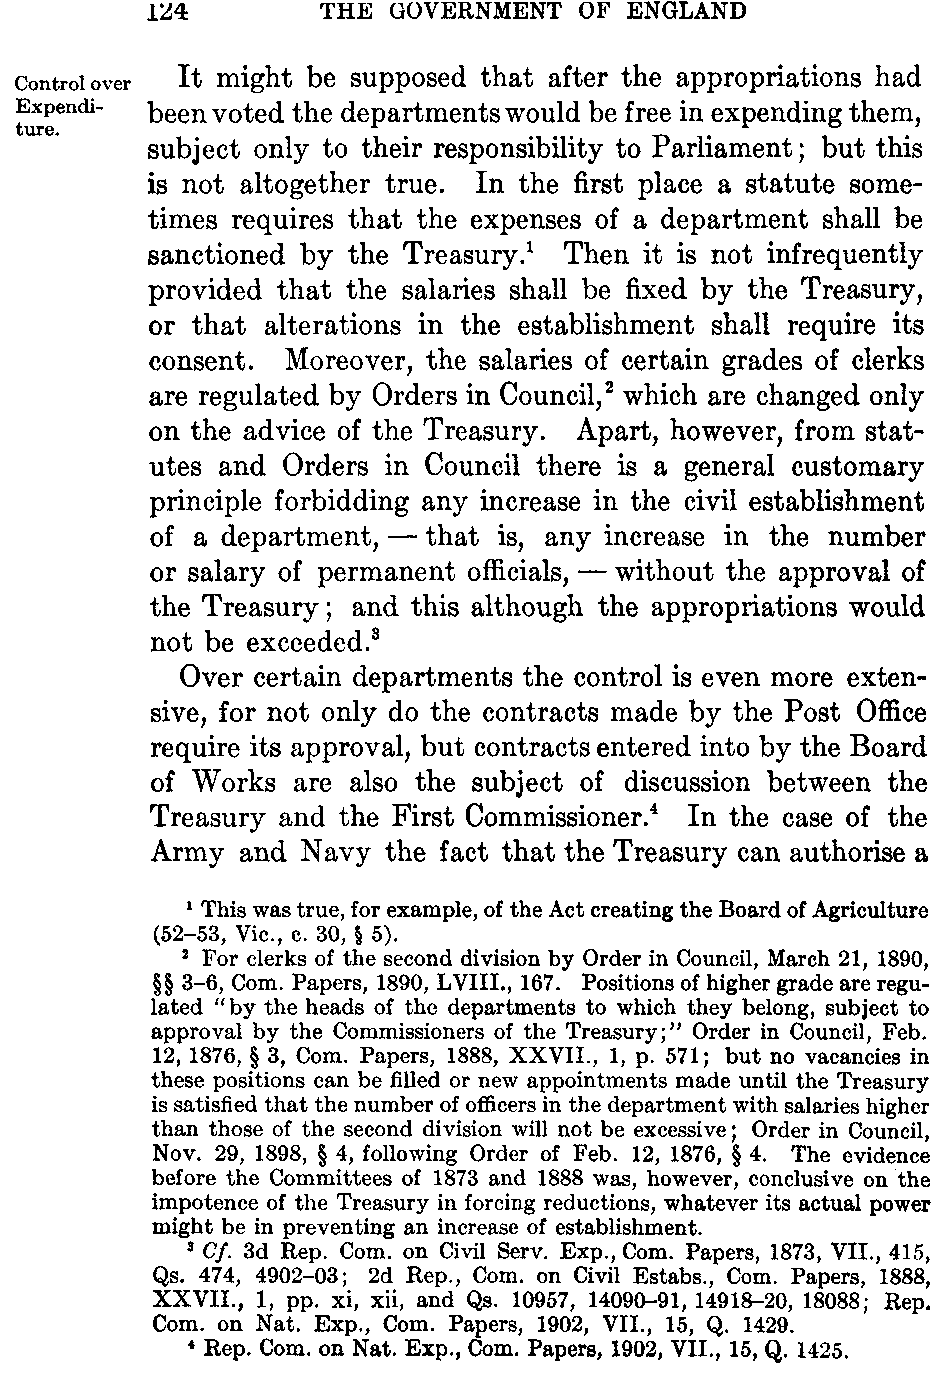 124 THE GOVERNMENT OF ENGLAND
Control over
Expendi-
ture.
It might be supposed that after the appropriations had
been voted the departments would be free in expending them,
subject only to their responsibility to Parliament; but this
is not altogether true. In the first place a statute some-
times requires that the expenses of a department shall be
sanctioned by the Treasury.¹ Then it is not infrequently
provided that the salaries shall be fixed by the Treasury,
or that alterations in the establishment shall require its
consent. Moreover, the salaries of certain grades of clerks
are regulated by Orders in Council,² which are changed only
on the advice of the Treasury. Apart, however, from stat-
utes and Orders in Council there is a general customary
principle forbidding any increase in the civil establishment
of a department, — that is, any increase in the number
or salary of permanent officials, — without the approval of
the Treasury; and this although the appropriations would
not be exceeded.³
Over certain departments the control is even more exten-
sive, for not only do the contracts made by the Post Office
require its approval, but contracts entered into by the Board
of Works are also the subject of discussion between the
Treasury and the First Commissioner.⁴ In the case of the
Army and Navy the fact that the Treasury can authorise a
¹ This was true, for example, of the Act creating the Board of Agriculture
(52–53, Vic., c. 30, § 5).
² For clerks of the second division by Order in Council, March 21, 1890,
§§ 3–6, Com. Papers, 1890, LVIII., 167. Positions of higher grade are regu-
lated "by the heads of the departments to which they belong, subject to
approval by the Commissioners of the Treasury;" Order in Council, Feb.
12, 1876, § 3, Com. Papers, 1888, XXVII., 1, p. 571; but no vacancies in
these positions can be filled or new appointments made until the Treasury
is satisfied that the number of officers in the department with salaries higher
than those of the second division will not be excessive; Order in Council,
Nov. 29, 1898, § 4, following Order of Feb. 12, 1876, § 4. The evidence
before the Committees of 1873 and 1888 was, however, conclusive on the
impotence of the Treasury in forcing reductions, whatever its actual power
might be in preventing an increase of establishment.
³ Cf. 3d Rep. Com. on Civil Serv. Exp., Com. Papers, 1873, VII., 415,
Qs. 474, 4902–03; 2d Rep., Com. on Civil Estabs., Com. Papers, 1888,
XXVII., 1, pp. xi, xii, and Qs. 10957, 14090–91, 14918–20, 18088; Rep.
Com. on Nat. Exp., Com. Papers, 1902, VII., 15, Q. 1429.
⁴ Rep. Com. on Nat. Exp., Com. Papers, 1902, VII., 15, Q. 1425.